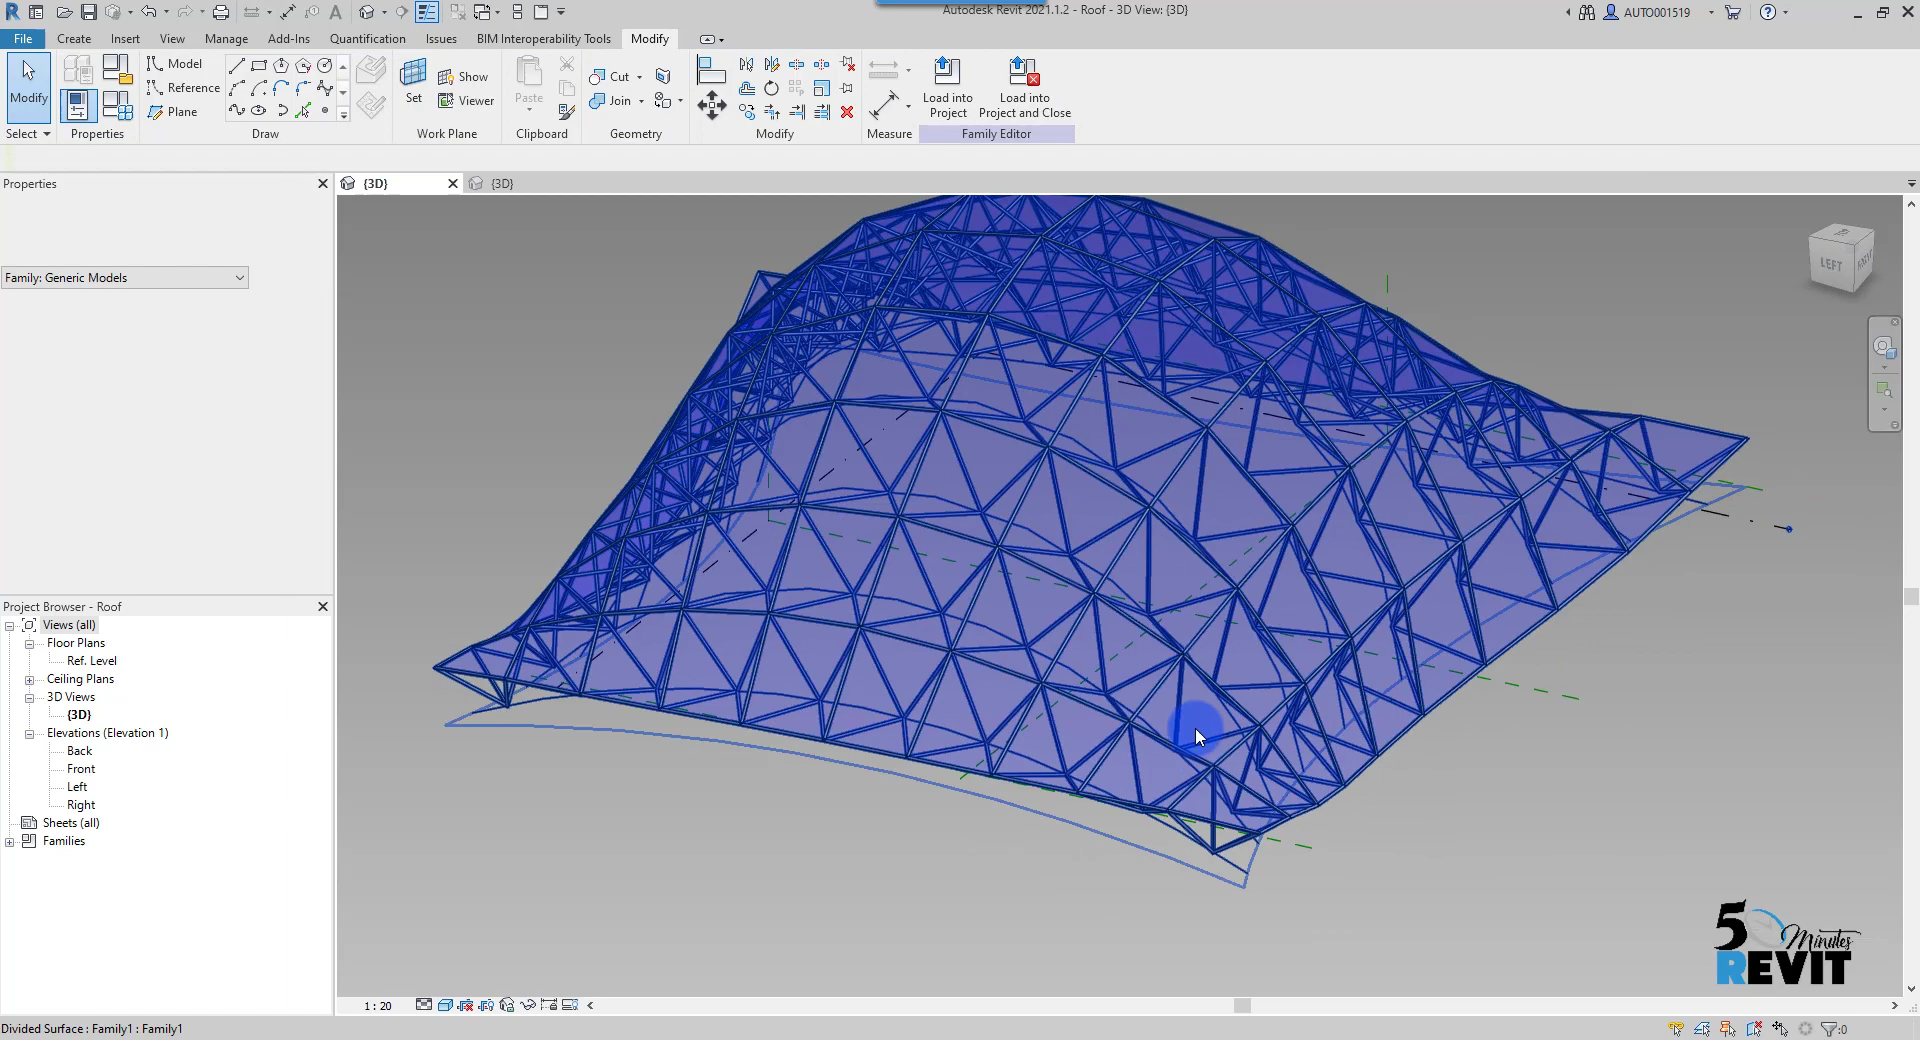 Autodesk Revit 2021.1.2 - Roof - 3D View: {3D}
AUTO001519
File Create Insert View Manage Add-Ins Quantification Issues BIM Interoperability Tools Modify
Modify
Select
Properties
Model
Reference
Plane
Draw
Set
Show
Viewer
Work Plane
Paste
Clipboard
Cut
Join
Geometry
Modify
Measure
Load into
Project
Load into
Project and Close
Family Editor
Properties
{3D}
{3D}
Family: Generic Models
LEFT
Project Browser - Roof
Views (all)
Floor Plans
Ref. Level
Ceiling Plans
3D Views
{3D}
Elevations (Elevation 1)
Back
Front
Left
Right
Sheets (all)
Families
5 Minutes
REVIT
1 : 20
Divided Surface : Family1 : Family1
:0